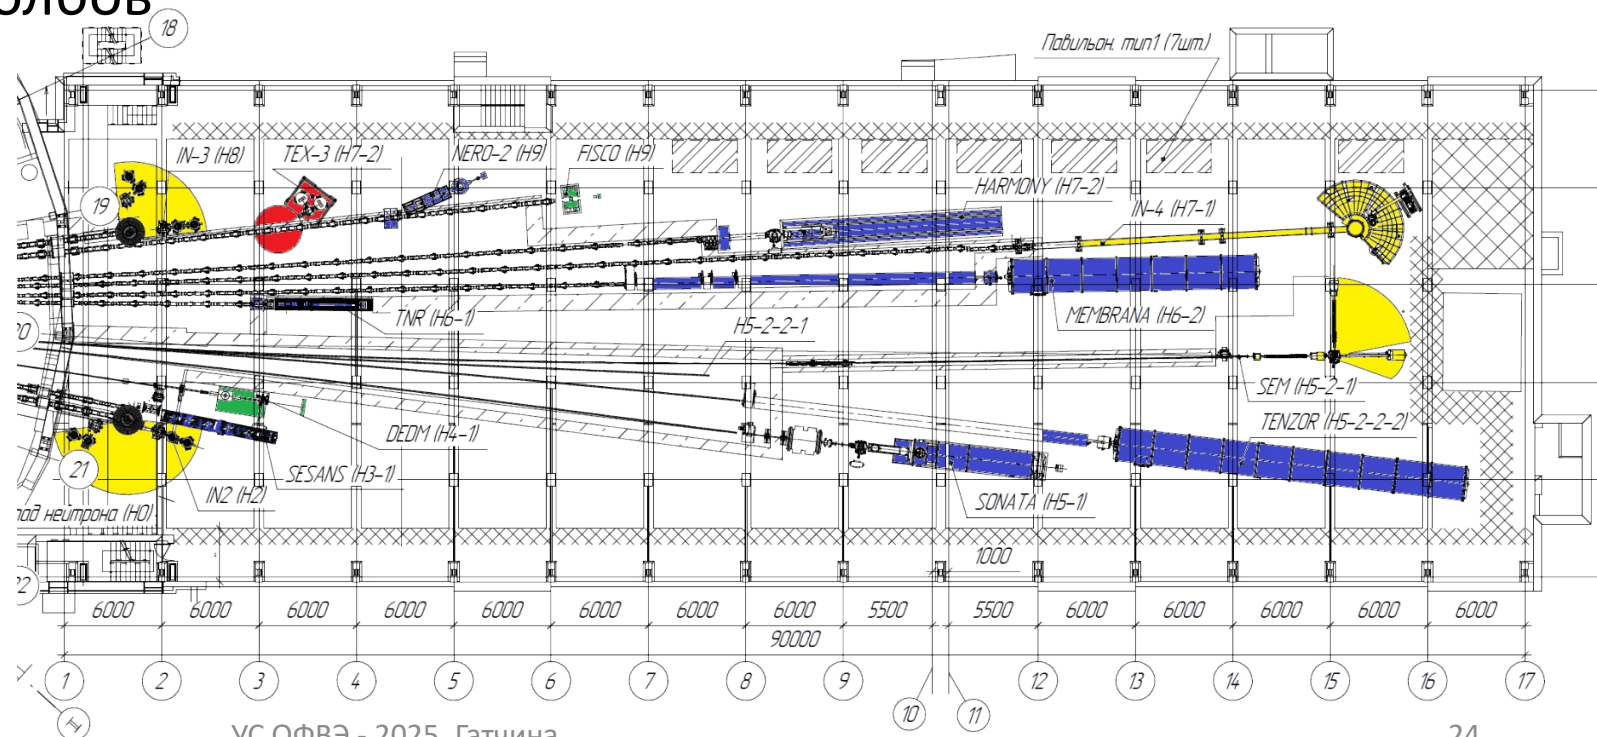 18
Павильон. тип1 (7шт.)
IN-3 (H8)
TEX-3 (H7-2)
NERO-2 (H9)
FISCO (H9)
HARMONY (H7-2)
19
IN-4 (H7-1)
TNR (H6-1)
H5-2-2-1
MEMBRANA (H6-2)
SEM (H5-2-1)
DEDM (H4-1)
TENZOR (H5-2-2-2)
21
SESANS (H3-1)
IN2 (H2)
SONATA (H5-1)
нейтрона (H0)
1000
6000 6000 6000 6000 6000 6000 6000 6000 5500 5500 6000 6000 6000 6000 6000
90000
1 2 3 4 5 6 7 8 9 12 13 14 15 16 17
10 11
УС ОФВЭ - 2025, Гатчина
24